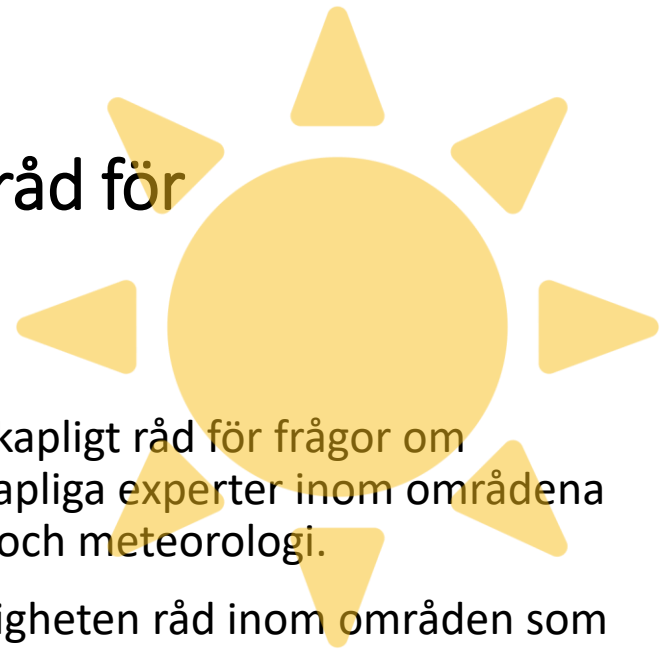 råd för
kapligt råd för frågor om
apliga experter inom områdena
och meteorologi.
igheten råd inom områden som